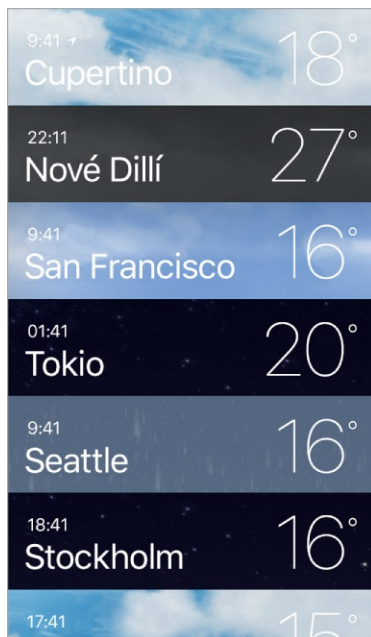 9:41
Cupertino
18°
22:11
Nové Dillí
27°
9:41
San Francisco
16°
01:41
Tokio
20°
9:41
Seattle
16°
18:41
Stockholm
16°
17:41
15°